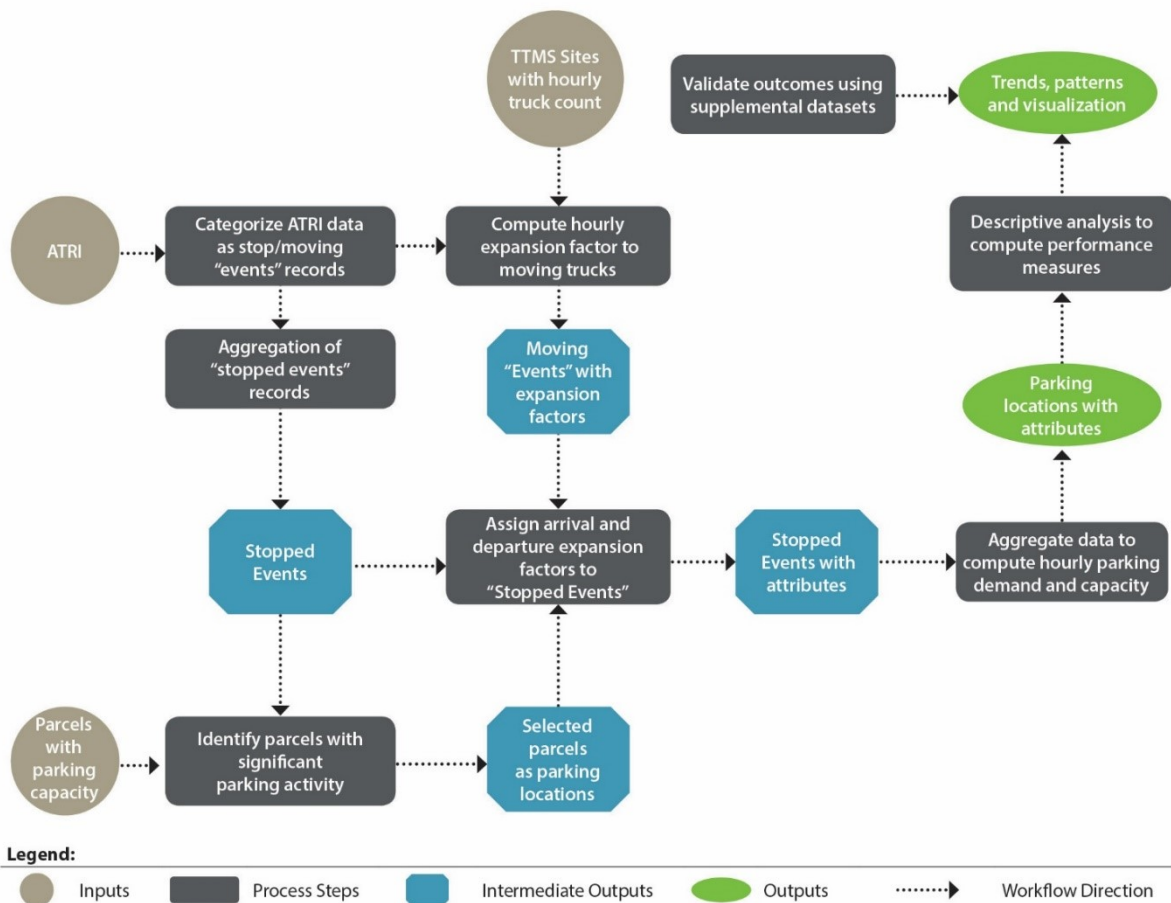 TTMS Sites
with hourly
truck count
Validate outcomes using
supplemental datasets
Trends, patterns
and visualization
ATRI
Categorize ATRI data
as stop/moving
“events” records
Compute hourly
expansion factor to
moving trucks
Descriptive analysis to
compute performance
measures
Aggregation of
“stopped events”
records
Moving
“Events” with
expansion
factors
Parking
locations with
attributes
Stopped
Events
Assign arrival and
departure expansion
factors to
“Stopped Events”
Stopped
Events with
attributes
Aggregate data to
compute hourly parking
demand and capacity
Parcels
with
parking
capacity
Identify parcels with
significant
parking activity
Selected
parcels
as parking
locations
Legend:
Inputs
Process Steps
Intermediate Outputs
Outputs
Workflow Direction